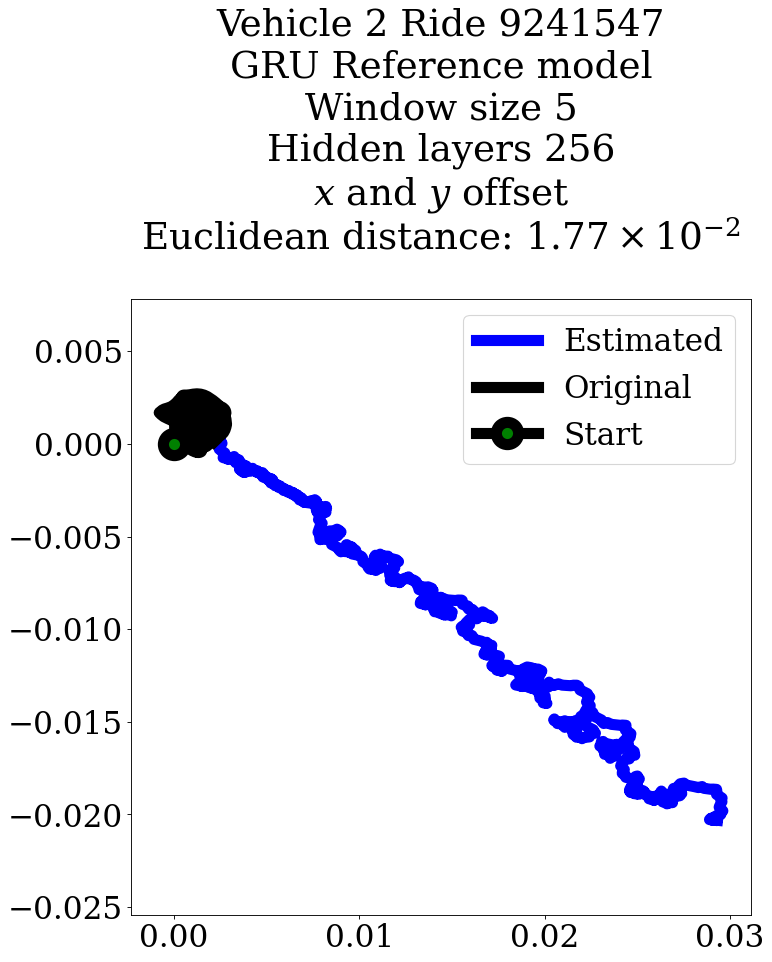 Vehicle 2 Ride 9241547
GRU Reference model
Window size 5
Hidden layers 256
x and y offset
Euclidean distance: 1.77 × 10⁻²
Estimated
Original
Start
0.005
0.000
−0.005
−0.010
−0.015
−0.020
−0.025
0.00 0.01 0.02 0.03